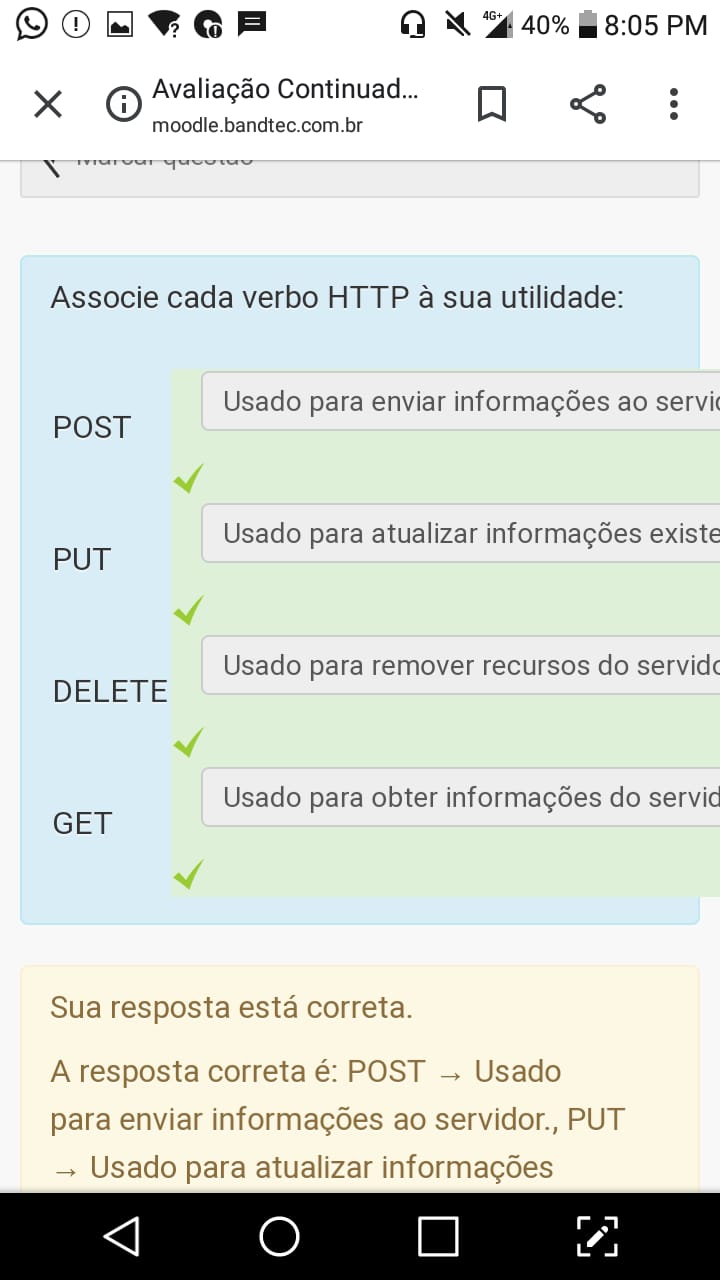 4G+ 40% 8:05 PM
Avaliação Continuad...
moodle.bandtec.com.br
Marcar questão
Associe cada verbo HTTP à sua utilidade:
POST
Usado para enviar informações ao servid
PUT
Usado para atualizar informações existe
DELETE
Usado para remover recursos do servido
GET
Usado para obter informações do servid
Sua resposta está correta.
A resposta correta é: POST → Usado
para enviar informações ao servidor., PUT
→ Usado para atualizar informações